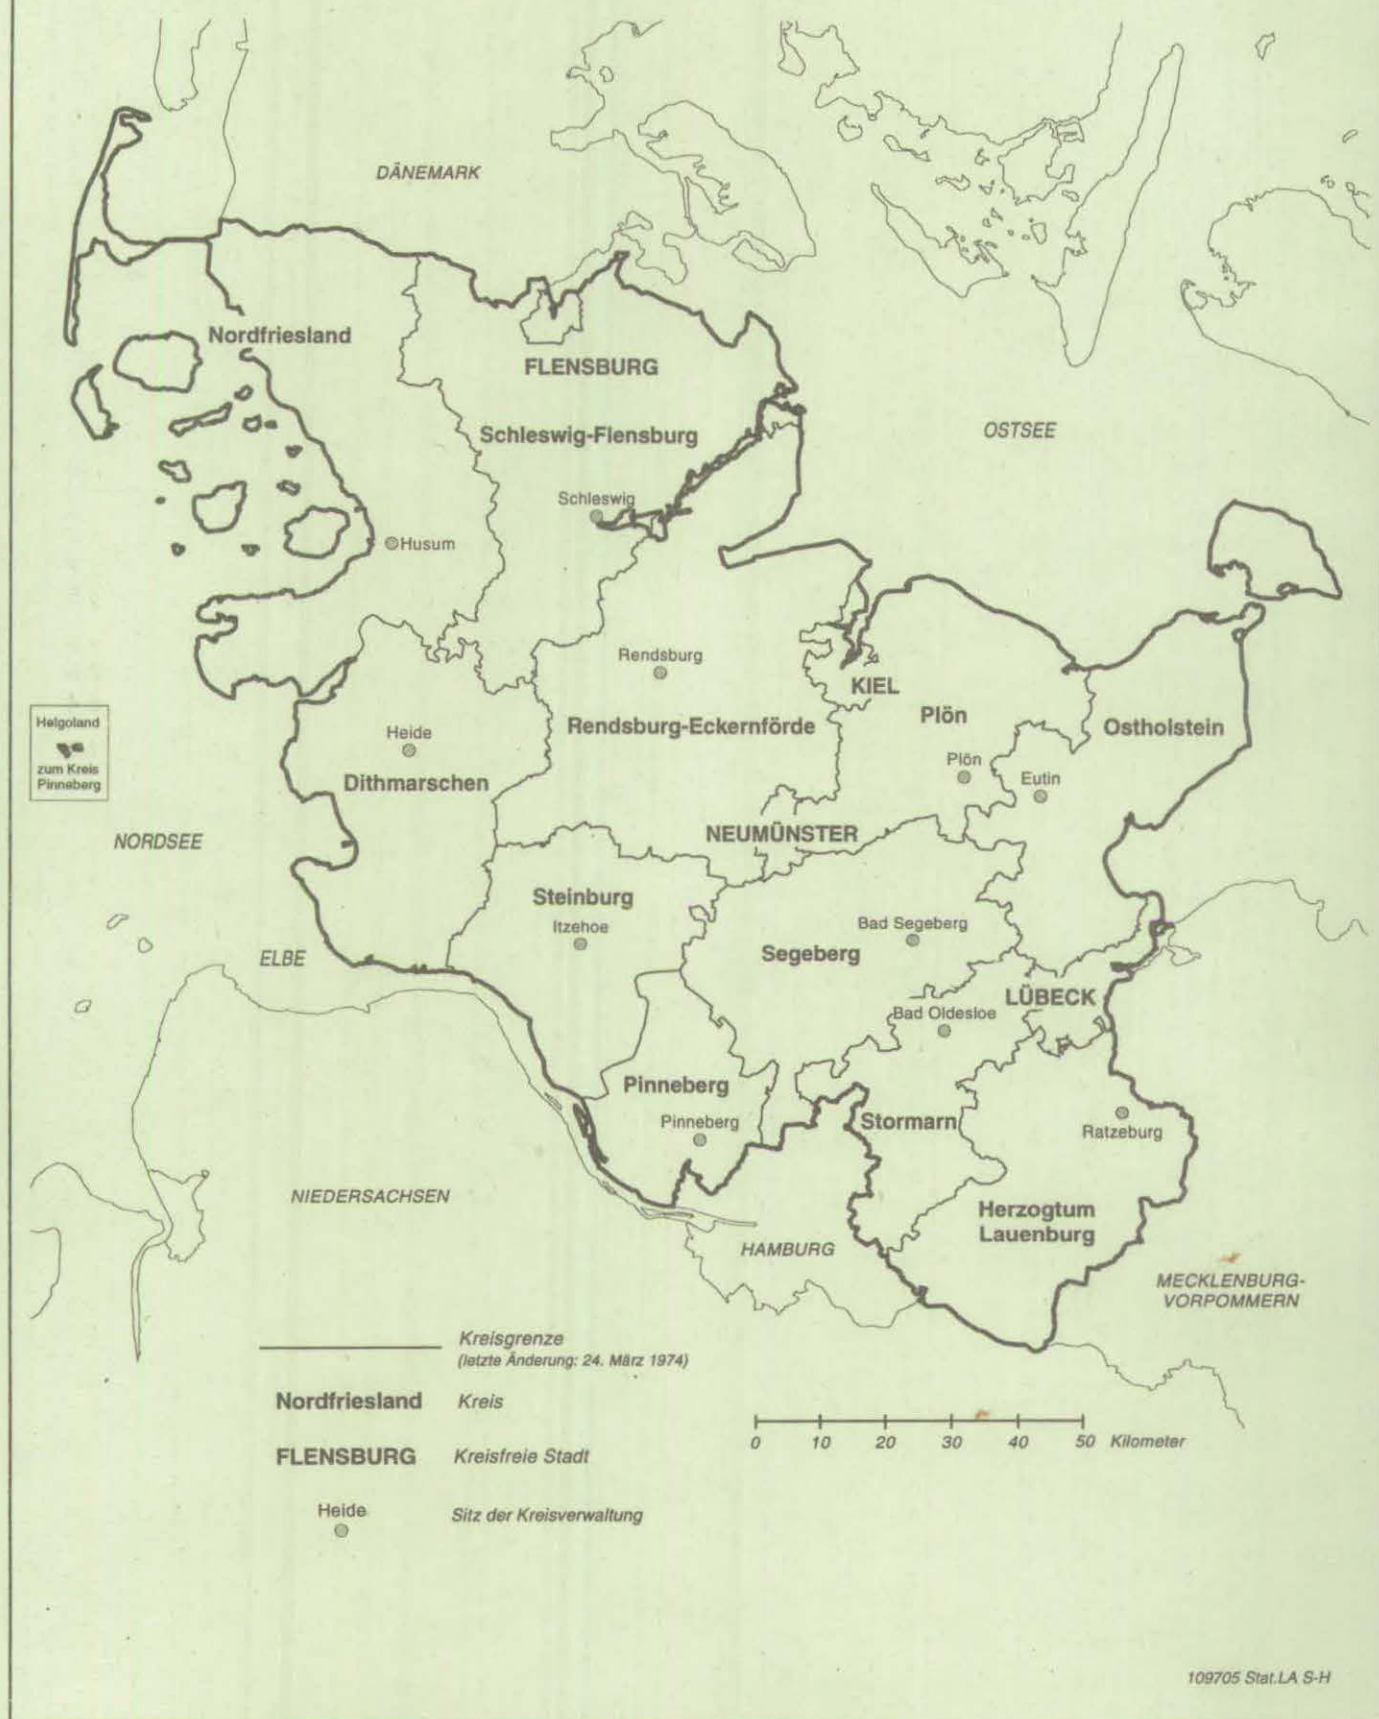 DÄNEMARK
Nordfriesland
FLENSBURG
Schleswig-Flensburg
OSTSEE
Schleswig
Husum
Rendsburg
KIEL
Helgoland
zum Kreis
Pinneberg
Heide
Rendsburg-Eckernförde
Plön
Ostholstein
Plön
Eutin
Dithmarschen
NORDSEE
NEUMÜNSTER
Steinburg
Itzehoe
Bad Segeberg
Segeberg
ELBE
LÜBECK
Bad Oldesloe
Pinneberg
Pinneberg
Stormarn
Ratzeburg
NIEDERSACHSEN
Herzogtum
Lauenburg
HAMBURG
MECKLENBURG-
VORPOMMERN
Kreisgrenze
(letzte Änderung: 24. März 1974)
Nordfriesland Kreis
FLENSBURG Kreisfreie Stadt
Heide
Sitz der Kreisverwaltung
0 10 20 30 40 50 Kilometer
109705 Stat.LA S-H